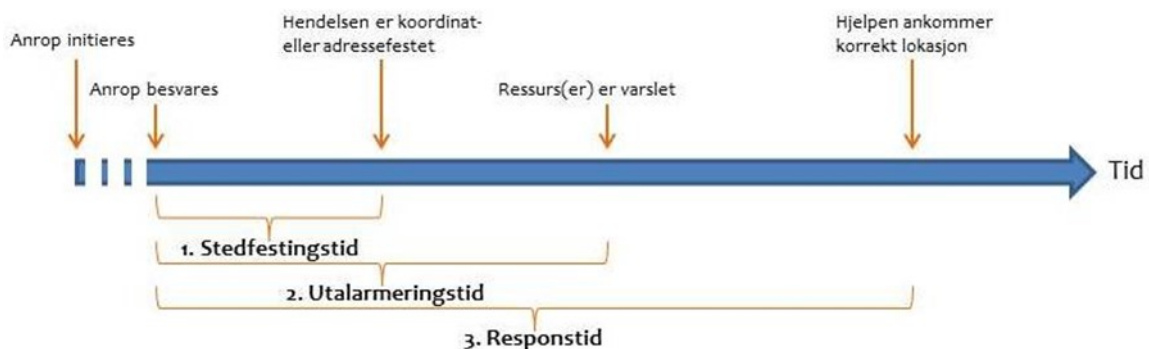 Anrop initieres
Hendelsen er koordinat-
eller adressefestet
Hjelpen ankommer
korrekt lokasjon
Anrop besvares
Ressurs(er) er varslet
Tid
1. Stedfestingstid
2. Utalarmeringstid
3. Responstid